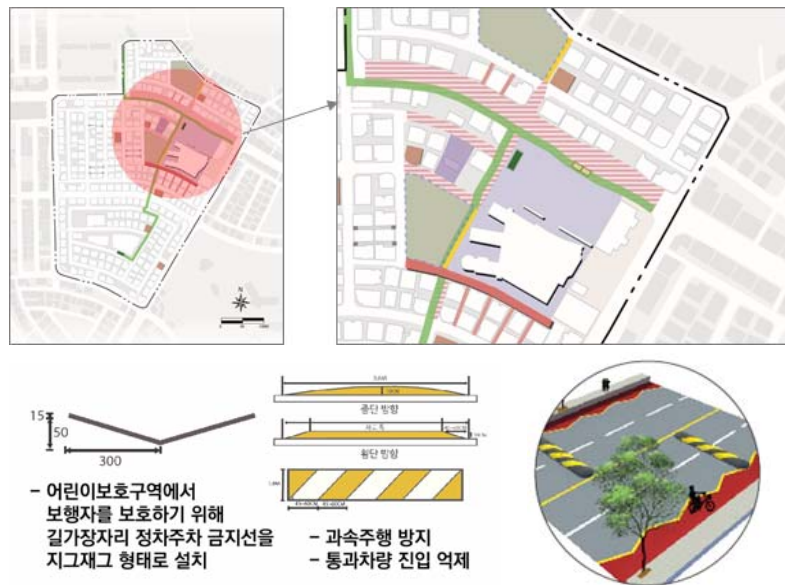 N
15
50
300
종단 방향
횡단 방향
- 어린이보호구역에서
보행자를 보호하기 위해
길가장자리 정차주차 금지선을
지그재그 형태로 설치
- 과속주행 방지
- 통과차량 진입 억제